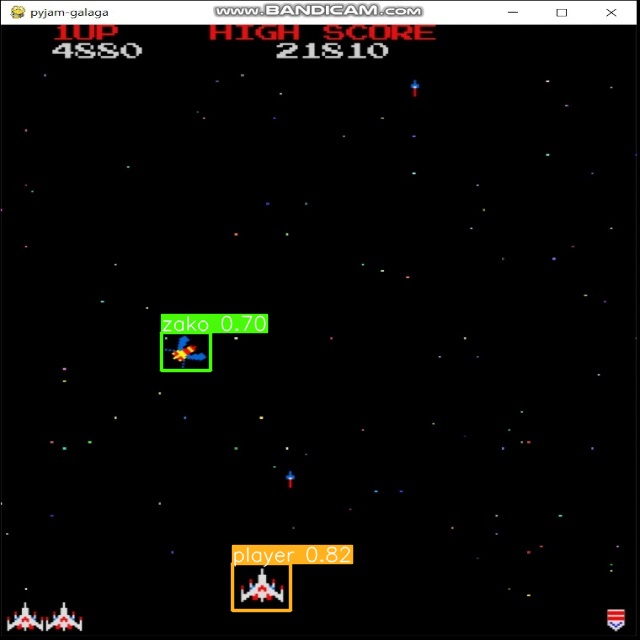 pyjam-galaga
www.BANDICAM.com
1UP HIGH SCORE
4880 21810
zako 0.70
player 0.82